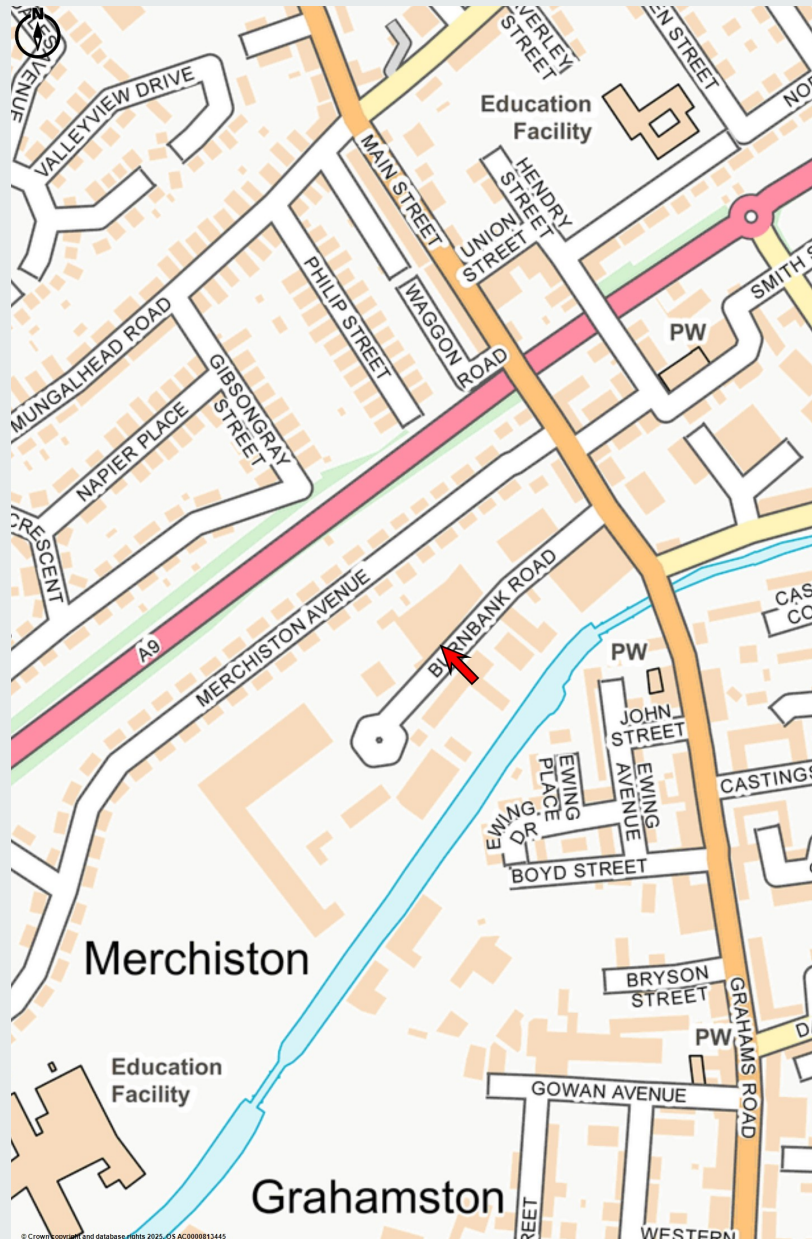 N
AVENUE
VALLEYVIEW DRIVE
STREET
Education
Facility
MAIN STREET
HENDRY
STREET
UNION
STREET
SMITH
PHILIP STREET
WAGGON
ROAD
PW
MUNGALHEAD ROAD
GIBSONGRAY
STREET
NAPIER PLACE
CRESCENT
MERCHISTON AVENUE
BURNBANK ROAD
A9
PW
JOHN
STREET
EWING
PLACE
EWING
AVENUE
EWING
DR
CASTINGS
BOYD STREET
Merchiston
BRYSON
STREET
GRAHAMS ROAD
PW
Education
Facility
GOWAN AVENUE
Grahamston
WESTERN
© Crown copyright and database rights 2025. OS AC0000813445